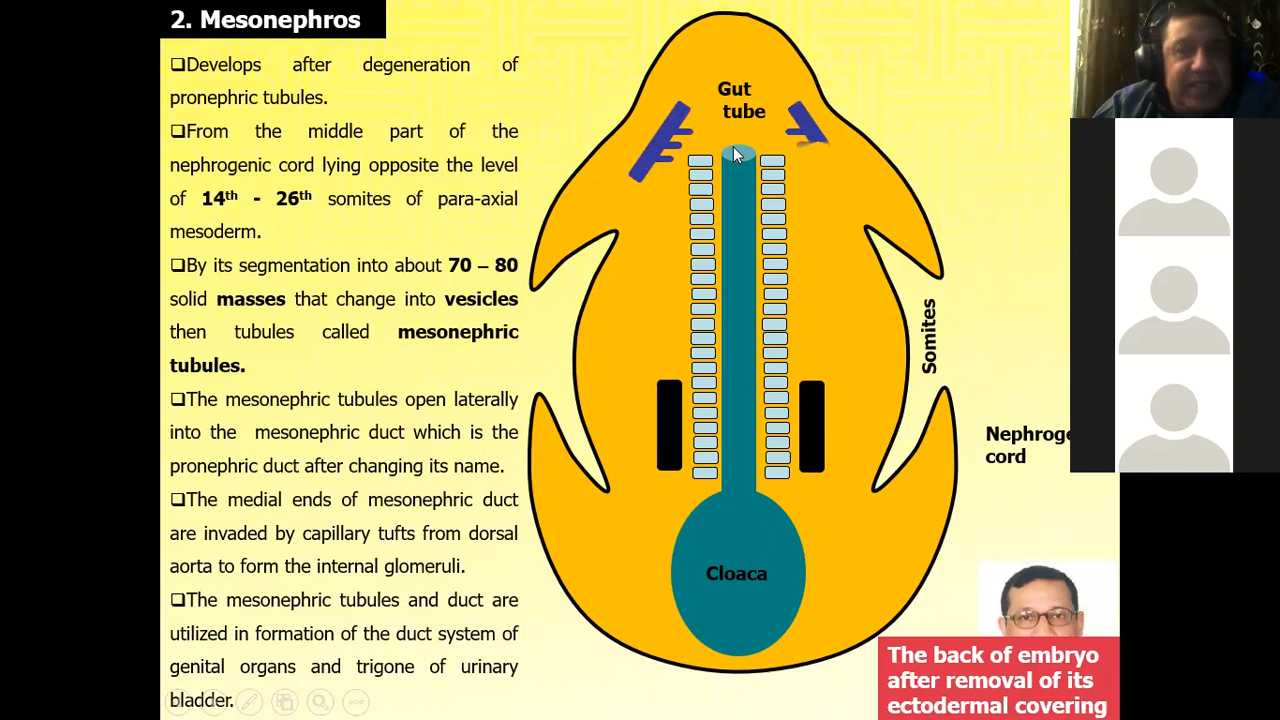 2. Mesonephros
❑Develops after degeneration of
pronephric tubules.
❑From the middle part of the
nephrogenic cord lying opposite the level
of 14th - 26th somites of para-axial
mesoderm.
❑By its segmentation into about 70 – 80
solid masses that change into vesicles
then tubules called mesonephric
tubules.
❑The mesonephric tubules open laterally
into the mesonephric duct which is the
pronephric duct after changing its name.
❑The medial ends of mesonephric duct
are invaded by capillary tufts from dorsal
aorta to form the internal glomeruli.
❑The mesonephric tubules and duct are
utilized in formation of the duct system of
genital organs and trigone of urinary
bladder.
Gut
tube
Somites
Nephroge
cord
Cloaca
The back of embryo
after removal of its
ectodermal covering